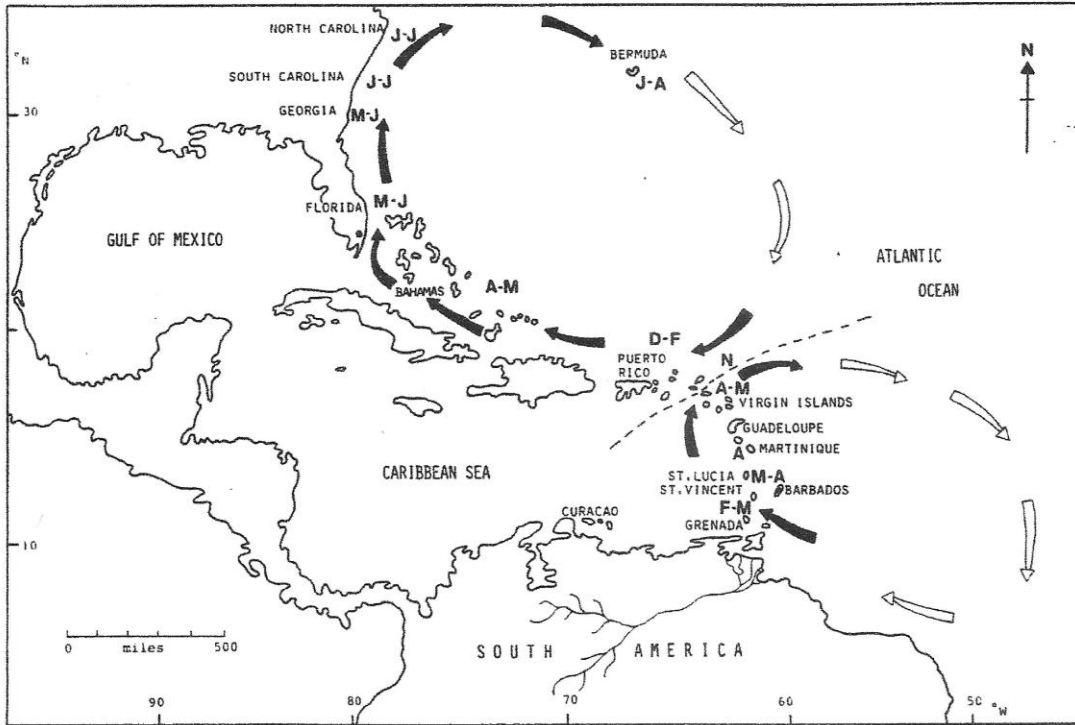 NORTH CAROLINA
J-J
BERMUDA
J-A
N
°N
SOUTH CAROLINA
J-J
30
GEORGIA
M-J
FLORIDA
M-J
GULF OF MEXICO
ATLANTIC
OCEAN
BAHAMAS
A-M
D-F
PUERTO
RICO
N
A-M
VIRGIN ISLANDS
GUADELOUPE
A
MARTINIQUE
CARIBBEAN SEA
ST.LUCIA
M-A
ST.VINCENT
BARBADOS
F-M
CURACAO
GRENADA
10
0 miles 500
SOUTH AMERICA
90 80 70 60 50 °W